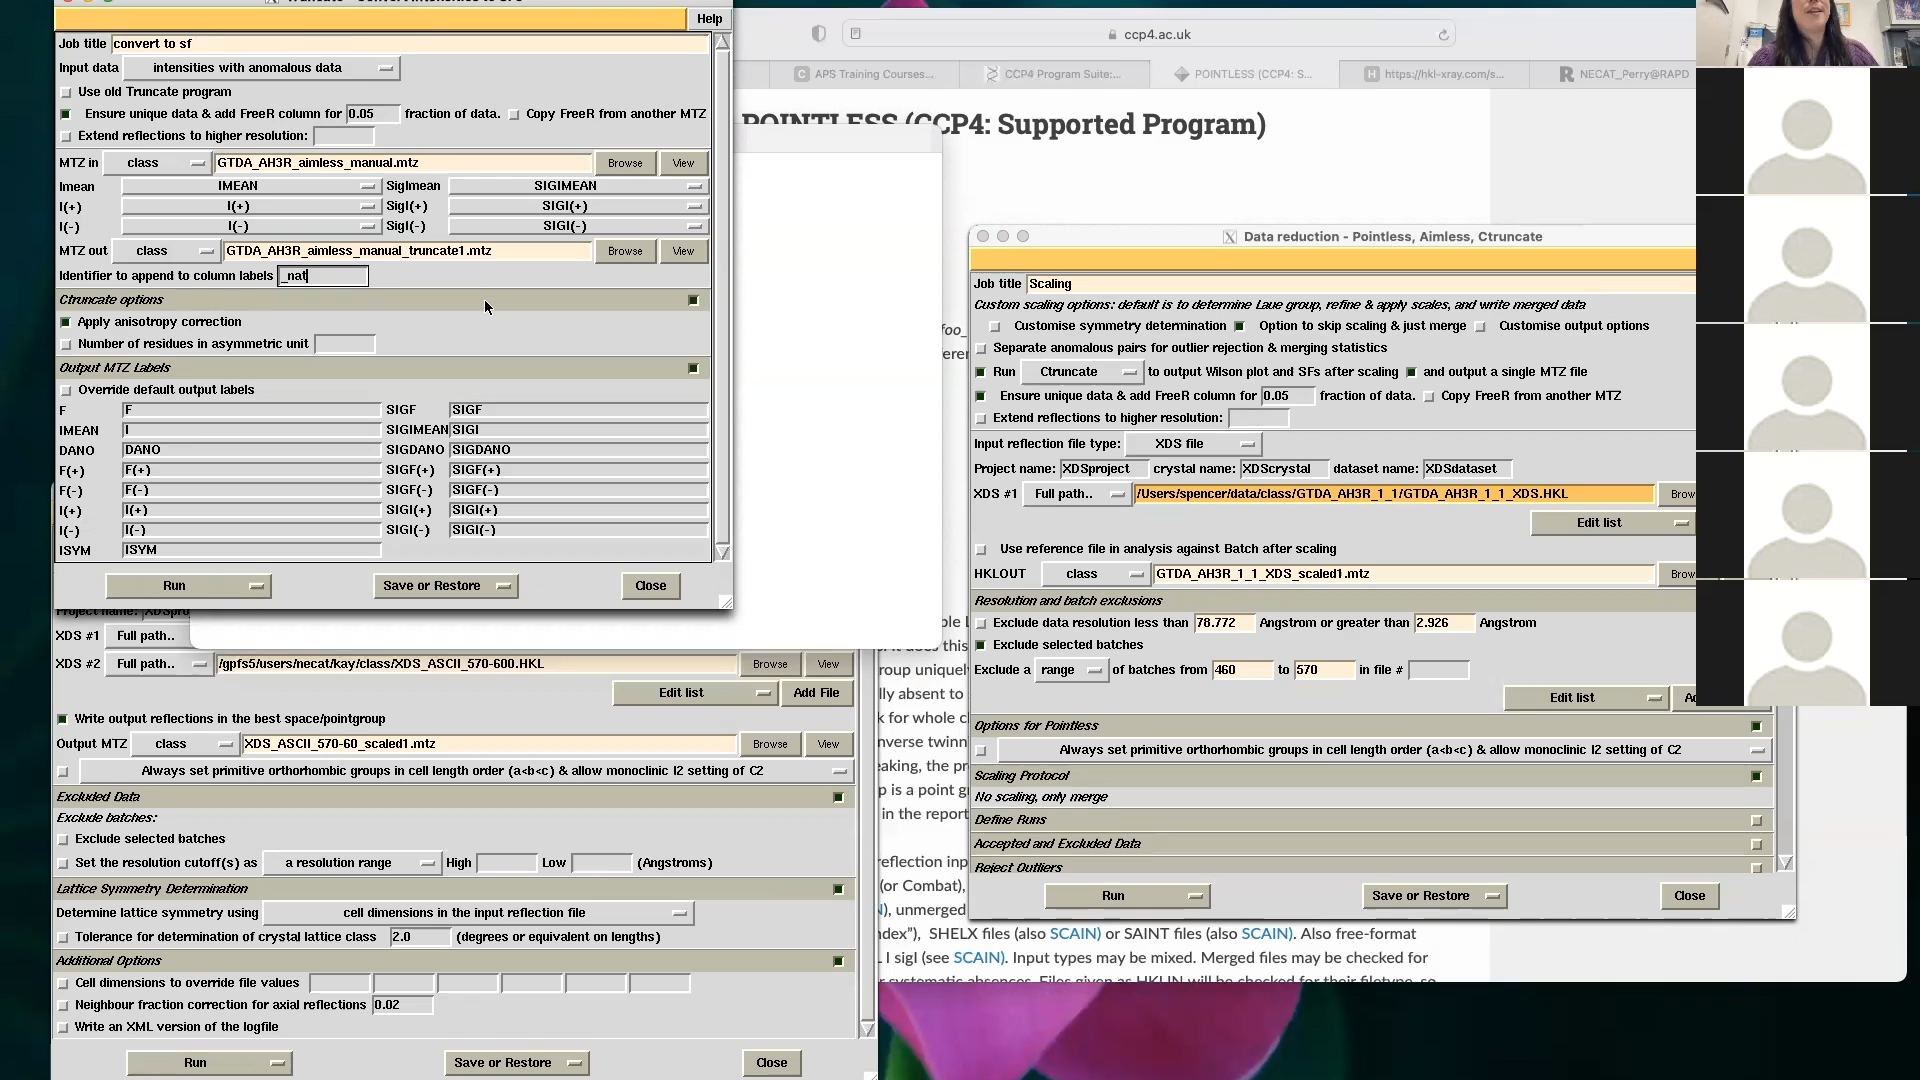 Help
Job title convert to sf
Input data intensities with anomalous data
Use old Truncate program
Ensure unique data & add FreeR column for 0.05 fraction of data. Copy FreeR from another MTZ
Extend reflections to higher resolution:
MTZ in class GTDA_AH3R_aimless_manual.mtz Browse View
Imean IMEAN SigImean SIGIMEAN
I(+) I(+) SigI(+) SIGI(+)
I(-) I(-) SigI(-) SIGI(-)
MTZ out class GTDA_AH3R_aimless_manual_truncate1.mtz Browse View
Identifier to append to column labels _nat
Ctruncate options
Apply anisotropy correction
Number of residues in asymmetric unit
Output MTZ Labels
Override default output labels
F F SIGF SIGF
IMEAN I SIGIMEAN SIGI
DANO DANO SIGDANO SIGDANO
F(+) F(+) SIGF(+) SIGF(+)
F(-) F(-) SIGF(-) SIGF(-)
I(+) I(+) SIGI(+) SIGI(+)
I(-) I(-) SIGI(-) SIGI(-)
ISYM ISYM
Run Save or Restore Close
XDS #1 Full path..
XDS #2 Full path.. /gpfs5/users/necat/kay/class/XDS_ASCII_570-600.HKL Browse View
Edit list Add File
Write output reflections in the best space/pointgroup
Output MTZ class XDS_ASCII_570-60_scaled1.mtz Browse View
Always set primitive orthorhombic groups in cell length order (a<b<c) & allow monoclinic I2 setting of C2
Excluded Data
Exclude batches:
Exclude selected batches
Set the resolution cutoff(s) as a resolution range High Low (Angstroms)
Lattice Symmetry Determination
Determine lattice symmetry using cell dimensions in the input reflection file
Tolerance for determination of crystal lattice class 2.0 (degrees or equivalent on lengths)
Additional Options
Cell dimensions to override file values
Neighbour fraction correction for axial reflections 0.02
Write an XML version of the logfile
Run Save or Restore Close
ccp4.ac.uk
APS Training Courses... CCP4 Program Suite:... POINTLESS (CCP4: S... https://hkl-xray.com/s... NECAT_Perry@RAPD
POINTLESS (CCP4: Supported Program)
Data reduction - Pointless, Aimless, Ctruncate
Job title Scaling
Custom scaling options: default is to determine Laue group, refine & apply scales, and write merged data
Customise symmetry determination Option to skip scaling & just merge Customise output options
Separate anomalous pairs for outlier rejection & merging statistics
Run Ctruncate to output Wilson plot and SFs after scaling and output a single MTZ file
Ensure unique data & add FreeR column for 0.05 fraction of data. Copy FreeR from another MTZ
Extend reflections to higher resolution:
Input reflection file type: XDS file
Project name: XDSproject crystal name: XDScrystal dataset name: XDSdataset
XDS #1 Full path.. /Users/spencer/data/class/GTDA_AH3R_1_1/GTDA_AH3R_1_1_XDS.HKL Brow
Edit list
Use reference file in analysis against Batch after scaling
HKLOUT class GTDA_AH3R_1_1_XDS_scaled1.mtz Brow
Resolution and batch exclusions
Exclude data resolution less than 78.772 Angstrom or greater than 2.926 Angstrom
Exclude selected batches
Exclude a range of batches from 460 to 570 in file #
Edit list
Options for Pointless
Always set primitive orthorhombic groups in cell length order (a<b<c) & allow monoclinic I2 setting of C2
Scaling Protocol
No scaling, only merge
Define Runs
Accepted and Excluded Data
Reject Outliers
Run Save or Restore Close
(or Combat),
unmerged
SHELX files (also SCAIN) or SAINT files (also SCAIN). Also free-format
I sigI (see SCAIN). Input types may be mixed. Merged files may be checked for